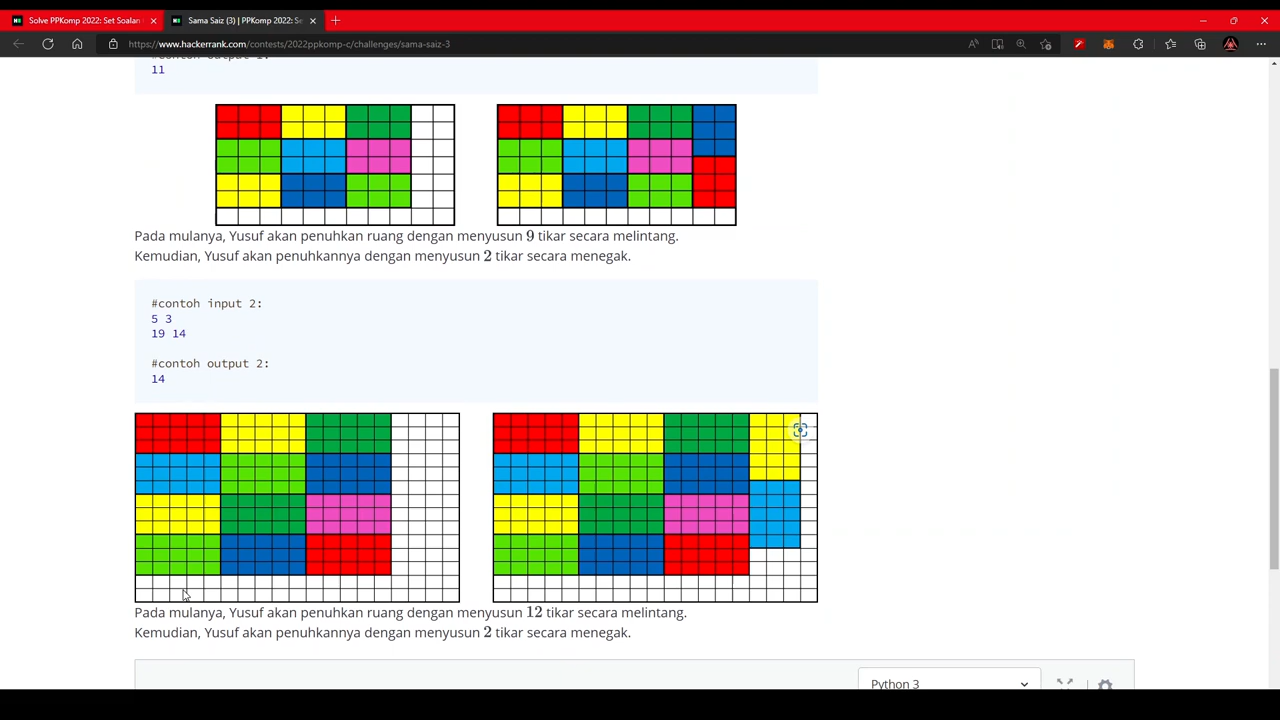 Solve PPKomp 2022: Set Soalan
Sama Saiz (3) | PPKomp 2022: Se
https://www.hackerrank.com/contests/2022ppkomp-c/challenges/sama-saiz-3
#contoh output 1:
11
Pada mulanya, Yusuf akan penuhkan ruang dengan menyusun 9 tikar secara melintang.
Kemudian, Yusuf akan penuhkannya dengan menyusun 2 tikar secara menegak.
#contoh input 2:
5 3
19 14
#contoh output 2:
14
Pada mulanya, Yusuf akan penuhkan ruang dengan menyusun 12 tikar secara melintang.
Kemudian, Yusuf akan penuhkannya dengan menyusun 2 tikar secara menegak.
Python 3